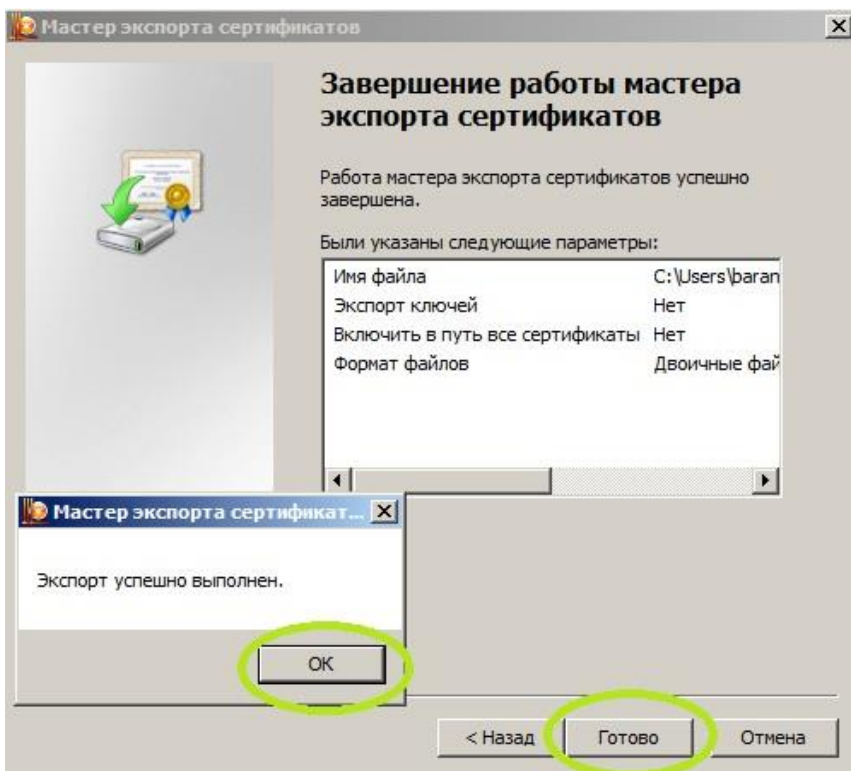 Мастер экспорта сертификатов
Завершение работы мастера
экспорта сертификатов
Работа мастера экспорта сертификатов успешно
завершена.
Были указаны следующие параметры:
Имя файла C:\Users\baran
Экспорт ключей Нет
Включить в путь все сертификаты Нет
Формат файлов Двоичные фай
Мастер экспорта сертификат...
Экспорт успешно выполнен.
ОК
< Назад Готово Отмена